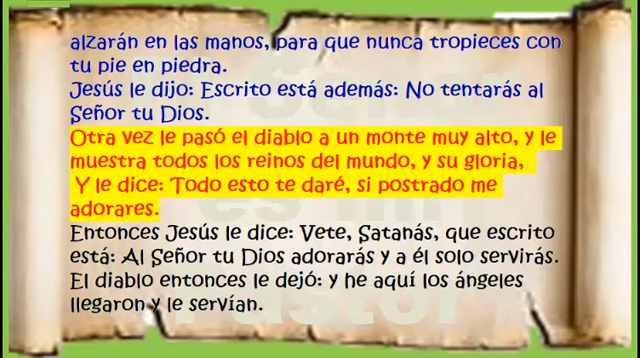 alzarán en las manos, para que nunca tropieces con
tu pie en piedra.
Jesús le dijo: Escrito está además: No tentarás al
Señor tu Dios.
Otra vez le pasó el diablo a un monte muy alto, y le
muestra todos los reinos del mundo, y su gloria,
Y le dice: Todo esto te daré, si postrado me
adorares.
Entonces Jesús le dice: Vete, Satanás, que escrito
está: Al Señor tu Dios adorarás y a él solo servirás.
El diablo entonces le dejó: y he aquí los ángeles
llegaron y le servían.